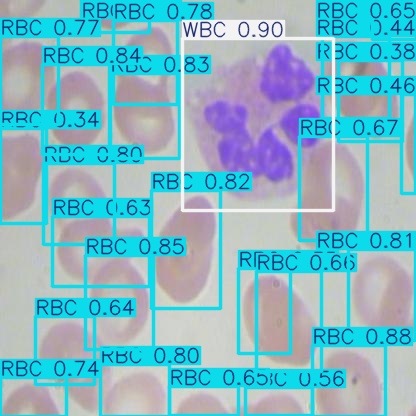 RBC 0.78
RBC 0.65
RBC 0.77
WBC 0.90
0.44
0.38
RBC 0.84
RBC 0.83
RBC 0.46
RBC 0.34
RBC 0.67
RBC 0.80
RBC 0.82
RBC 0.63
RBC 0.85
RBC 0.81
RBC 0.66
RBC 0.64
RBC 0.88
RBC 0.80
RBC 0.74
RBC 0.65
0.56